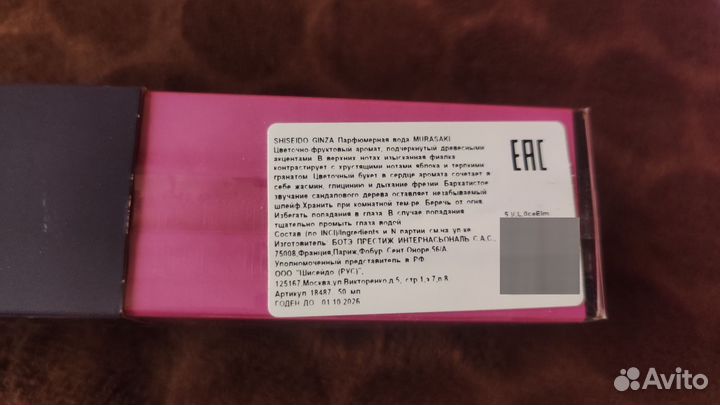 SHISEIDO GINZA Парфюмерная вода MURASAKI
Цветочно-фруктовый аромат, подчеркнутый древесными
акцентами. В верхних нотах изысканная фиалка
контрастирует с хрустящими нотами яблока и терпким
гранатом. Цветочный букет в сердце аромата сочетает в
себе жасмин, глицинию и дыхание фрезии. Бархатистое
звучание сандалового дерева оставляет незабываемый
шлейф.Хранить при комнатной тем-ре. Беречь от огня.
Избегать попадания в глаза. В случае попадания
тщательно промыть глаза водой.
Состав (по INCI)/Ingredients и N партии см.на уп-ке
Изготовитель: БОТЭ ПРЕСТИЖ ИНТЕРНАСЬОНАЛЬ С.А.С.,
75008,Франция,Париж,Фобур Сент Оноре,56/А.
Уполномоченный представитель в РФ
ООО "Шисейдо (РУС)",
125167,Москва,ул.Викторенко,д.5, стр.1,э.7,п.8
Артикул 18487 50 мл
ГОДЕН ДО 01.10.2026
EAC
Avito